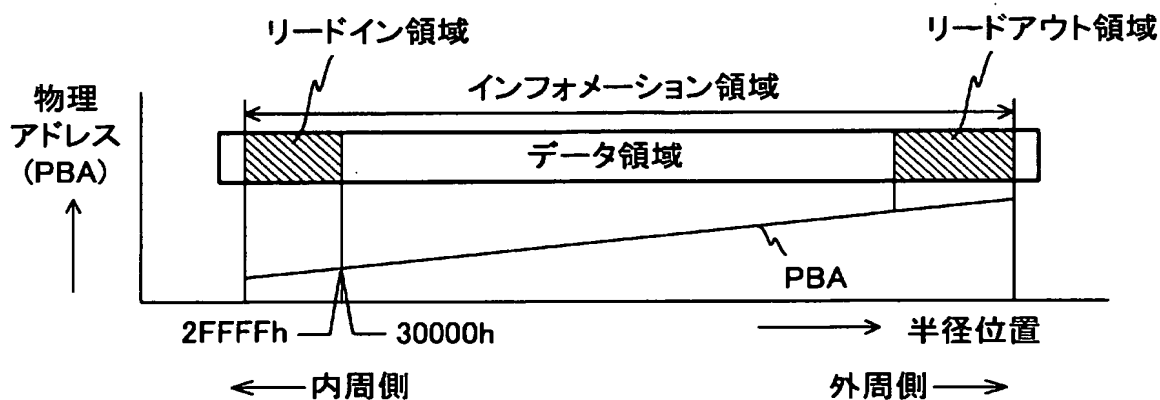 リードイン領域
リードアウト領域
インフォメーション領域
物理
アドレス
(PBA)
データ領域
PBA
2FFFFh
30000h
半径位置
内周側
外周側